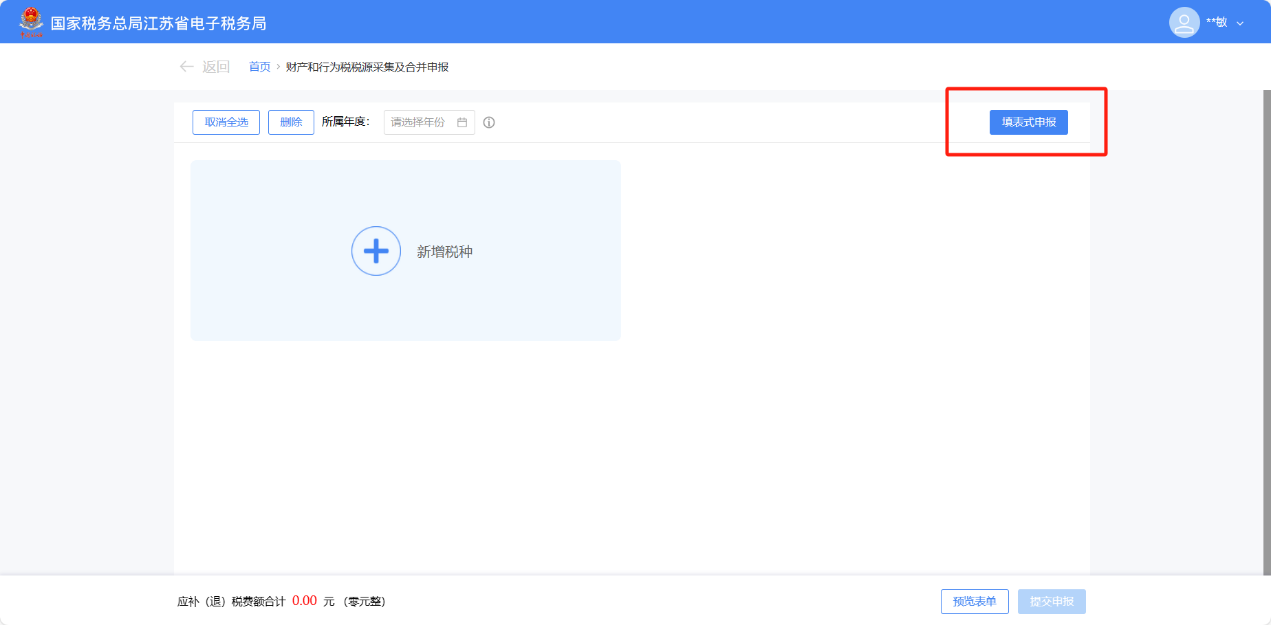 国家税务总局江苏省电子税务局
**敏
返回 首页 › 财产和行为税税源采集及合并申报
取消全选 删除 所属年度： 请选择年份 填表式申报
新增税种
应补（退）税费额合计 0.00 元 （零元整） 预览表单 提交申报